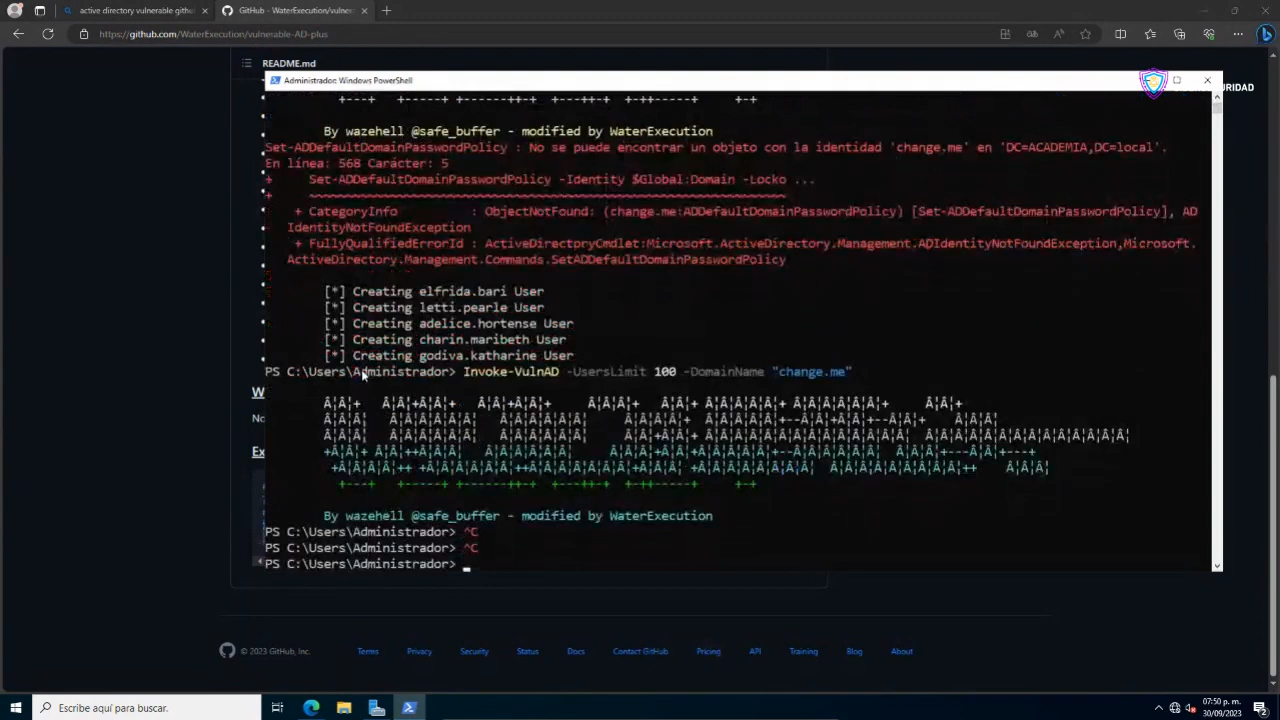 active directory vulnerable githu
GitHub - WaterExecution/vulnera
https://github.com/WaterExecution/vulnerable-AD-plus
README.md
Administrador: Windows PowerShell
URIDAD
By wazehell @safe_buffer - modified by WaterExecution
Set-ADDefaultDomainPasswordPolicy : No se puede encontrar un objeto con la identidad 'change.me' en 'DC=ACADEMIA,DC=local'.
En línea: 568 Carácter: 5
+ Set-ADDefaultDomainPasswordPolicy -Identity $Global:Domain -Locko ...
+ ~~~~~~~~~~~~~~~~~~~~~~~~~~~~~~~~~~~~~~~~~~~~~~~~~~~~~~~~~~~~~~~~~
+ CategoryInfo : ObjectNotFound: (change.me:ADDefaultDomainPasswordPolicy) [Set-ADDefaultDomainPasswordPolicy], AD
IdentityNotFoundException
+ FullyQualifiedErrorId : ActiveDirectoryCmdlet:Microsoft.ActiveDirectory.Management.ADIdentityNotFoundException,Microsoft.
ActiveDirectory.Management.Commands.SetADDefaultDomainPasswordPolicy
[*] Creating elfrida.bari User
[*] Creating letti.pearle User
[*] Creating adelice.hortense User
[*] Creating charin.maribeth User
[*] Creating godiva.katharine User
PS C:\Users\Administrador> Invoke-VulnAD -UsersLimit 100 -DomainName "change.me"
W
No
Ex
By wazehell @safe_buffer - modified by WaterExecution
PS C:\Users\Administrador> ^C
PS C:\Users\Administrador> ^C
PS C:\Users\Administrador>
© 2023 GitHub, Inc. Terms Privacy Security Status Docs Contact GitHub Pricing API Training Blog About
Escribe aquí para buscar.
07:50 p. m.
30/09/2023
2